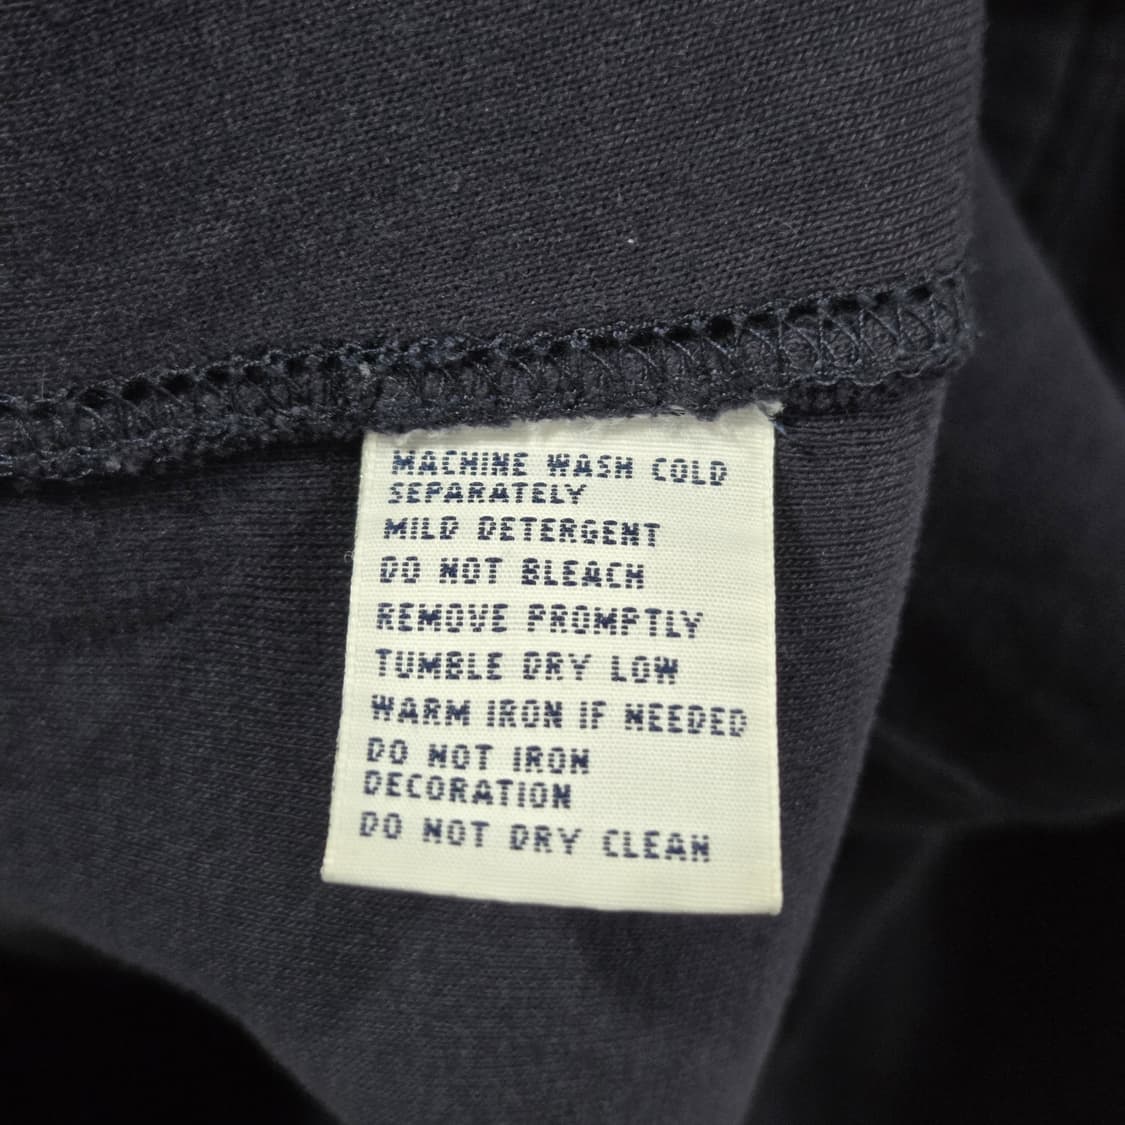 MACHINE WASH COLD
SEPARATELY
MILD DETERGENT
DO NOT BLEACH
REMOVE PROMPTLY
TUMBLE DRY LOW
WARM IRON IF NEEDED
DO NOT IRON
DECORATION
DO NOT DRY CLEAN